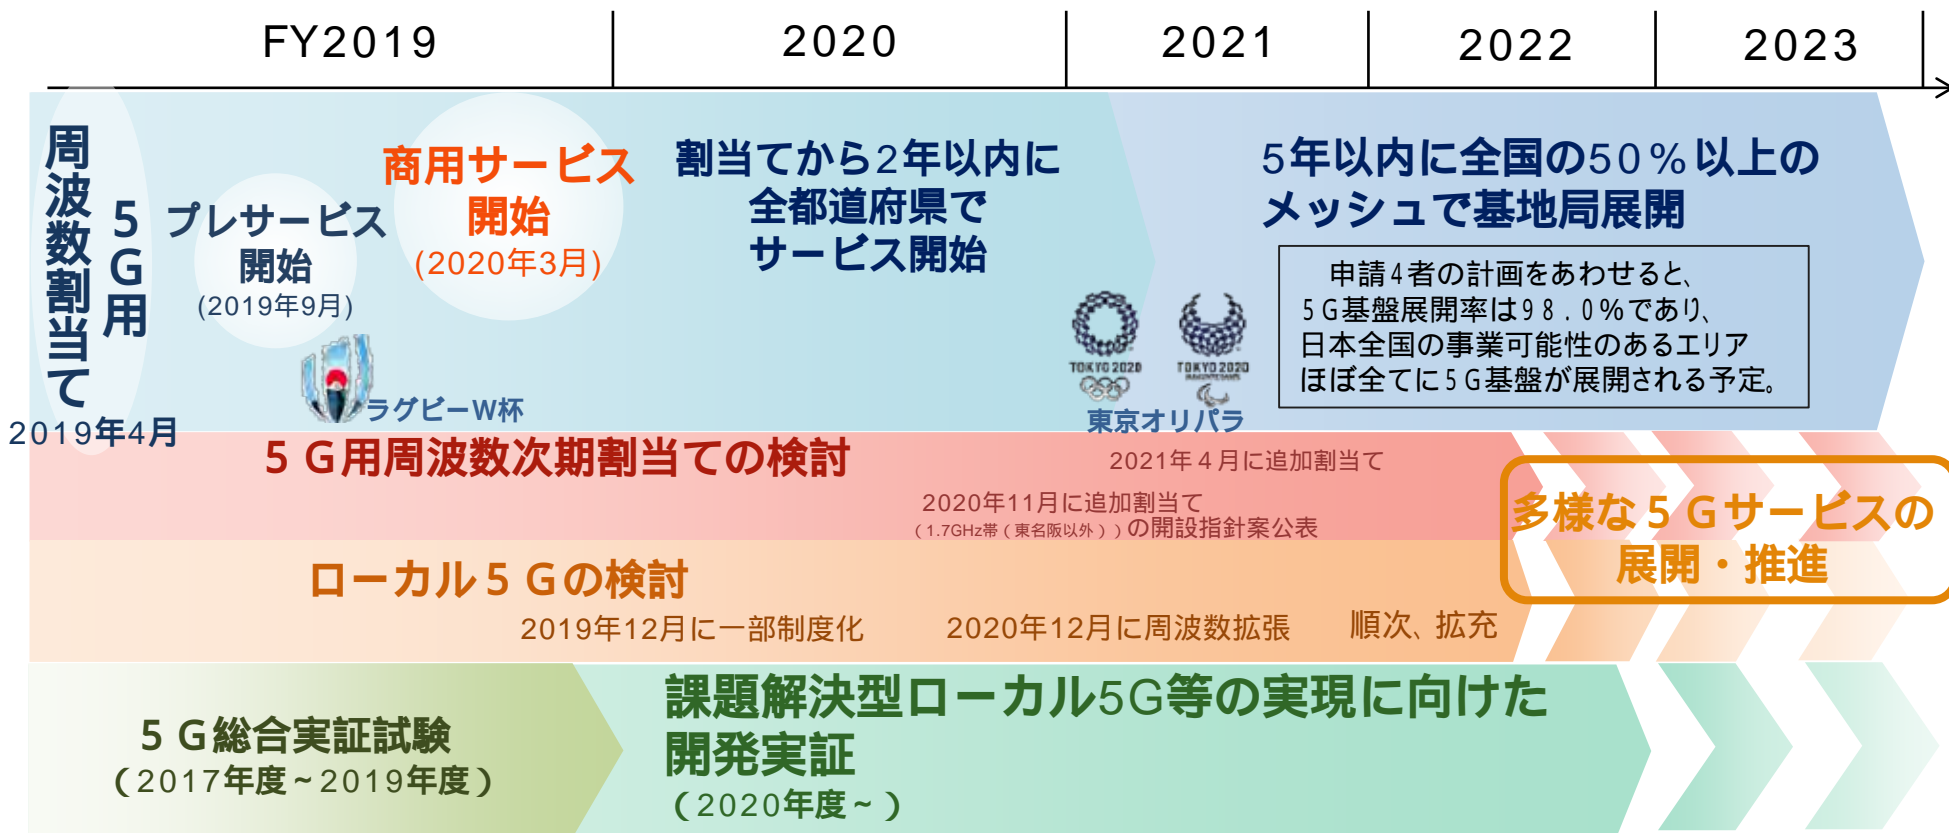 FY2019
2020
2021
2022
2023
5G用
周波数割当て
2019年4月
プレサービス
開始
(2019年9月)
商用サービス
開始
(2020年3月)
ラグビーW杯
割当てから2年以内に
全都道府県で
サービス開始
TOKYO 2020
TOKYO 2020
東京オリパラ
5年以内に全国の50%以上の
メッシュで基地局展開
申請4者の計画をあわせると、
5G基盤展開率は98.0%であり、
日本全国の事業可能性のあるエリア
ほぼ全てに5G基盤が展開される予定。
5G用周波数次期割当ての検討
2021年4月に追加割当て
2020年11月に追加割当て
(1.7GHz帯(東名阪以外))の開設指針案公表
ローカル5Gの検討
2019年12月に一部制度化
2020年12月に周波数拡張
順次、拡充
多様な5Gサービスの
展開・推進
5G総合実証試験
(2017年度~2019年度)
課題解決型ローカル5G等の実現に向けた
開発実証
(2020年度~)